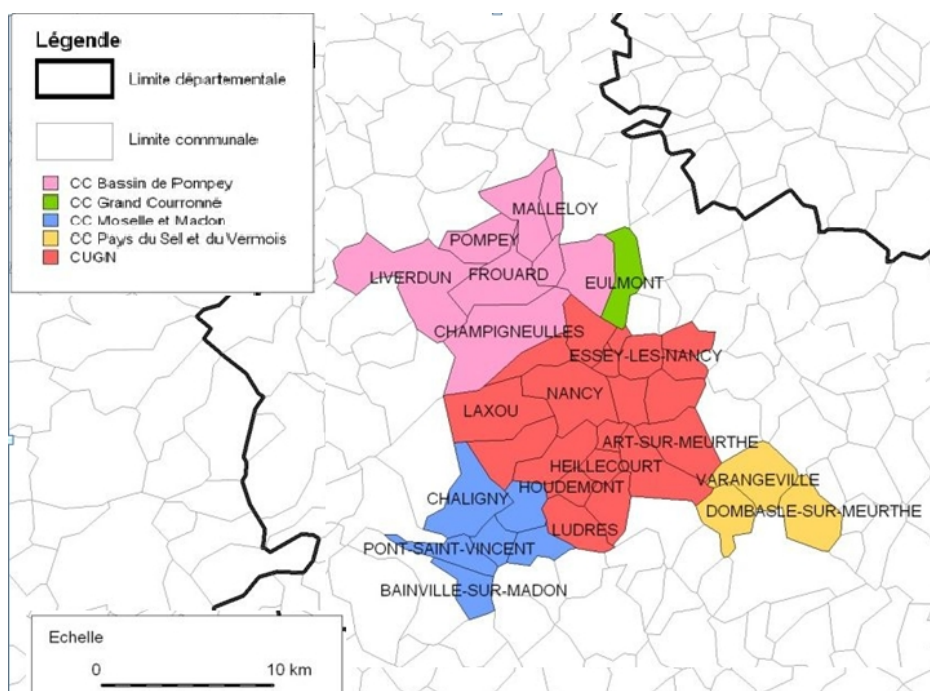 Légende
Limite départementale
Limite communale
CC Bassin de Pompey
CC Grand Courronné
CC Moselle et Madon
CC Pays du Sel et du Vermois
CUGN
MALLELOY
POMPEY
LIVERDUN
FROUARD
EULMONT
CHAMPIGNEULLES
ESSEY-LES-NANCY
NANCY
LAXOU
ART-SUR-MEURTHE
HEILLECOURT
VARANGEVILLE
HOUDEMONT
CHALIGNY
DOMBASLE-SUR-MEURTHE
LUDRES
PONT-SAINT-VINCENT
BAINVILLE-SUR-MADON
Echelle
0 10 km